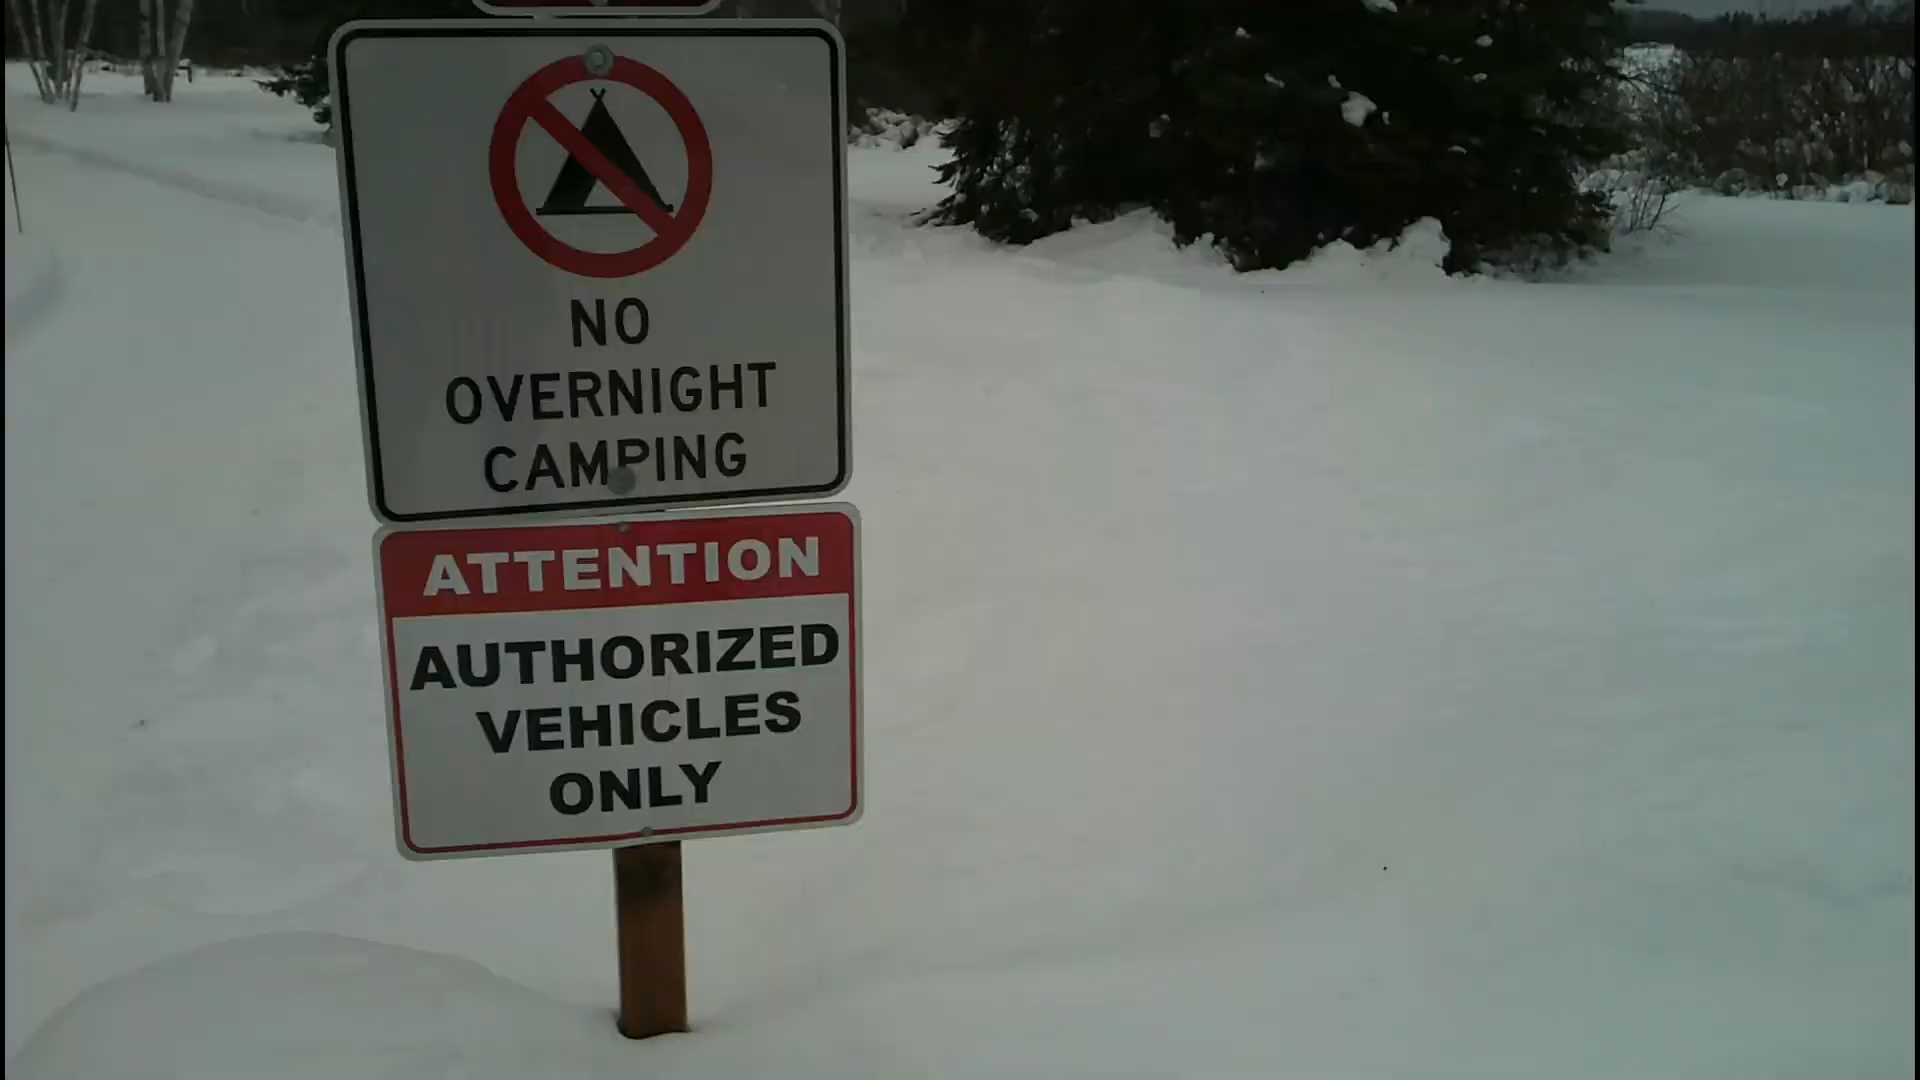 NO
OVERNIGHT
CAMPING
ATTENTION
AUTHORIZED
VEHICLES
ONLY